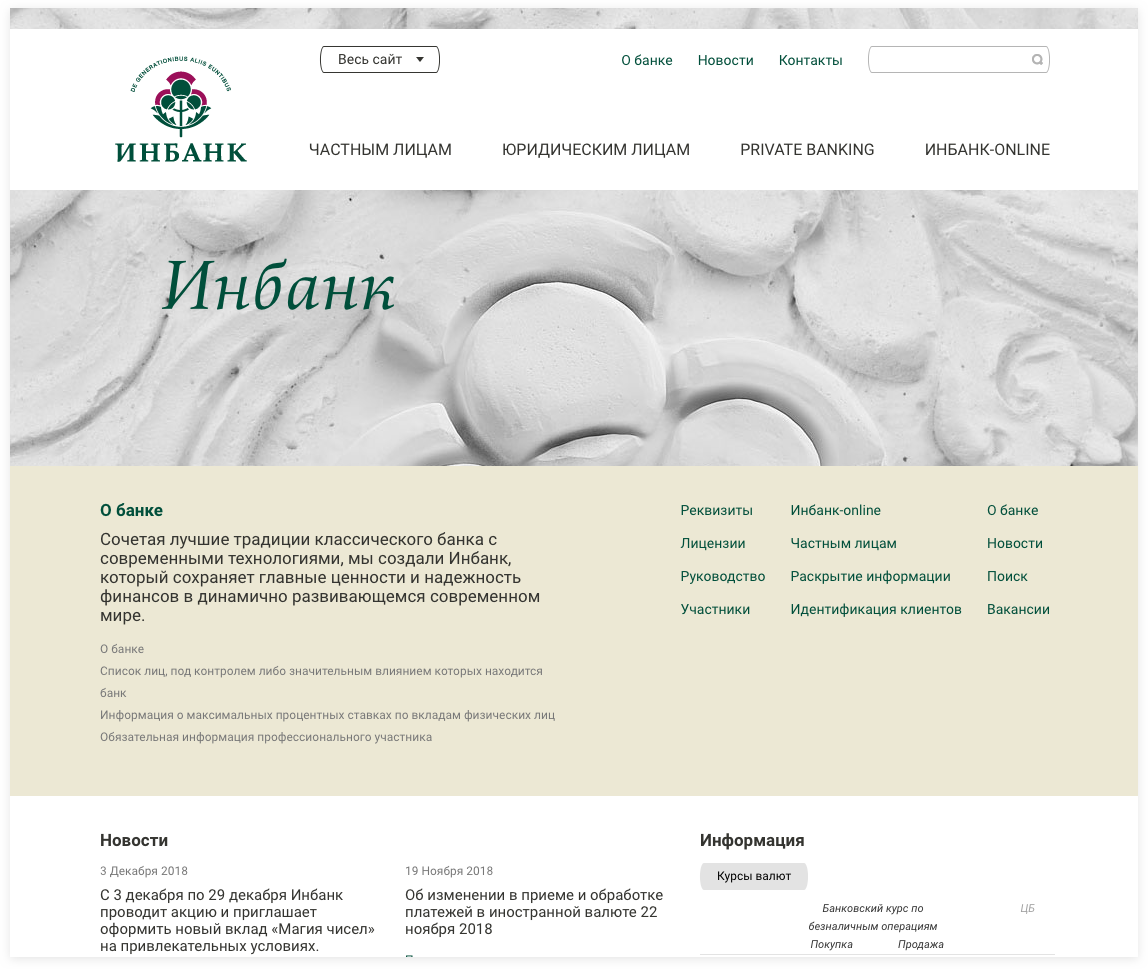 DE GENERATIONIBUS ALIIS EUNTIBUS
ИНБАНК
Весь сайт
О банке Новости Контакты
ЧАСТНЫМ ЛИЦАМ ЮРИДИЧЕСКИМ ЛИЦАМ PRIVATE BANKING ИНБАНК-ONLINE
Инбанк
О банке
Сочетая лучшие традиции классического банка с
современными технологиями, мы создали Инбанк,
который сохраняет главные ценности и надежность
финансов в динамично развивающемся современном
мире.
О банке
Список лиц, под контролем либо значительным влиянием которых находится
банк
Информация о максимальных процентных ставках по вкладам физических лиц
Обязательная информация профессионального участника
Реквизиты Инбанк-online О банке
Лицензии Частным лицам Новости
Руководство Раскрытие информации Поиск
Участники Идентификация клиентов Вакансии
Новости
3 Декабря 2018
С 3 декабря по 29 декабря Инбанк
проводит акцию и приглашает
оформить новый вклад «Магия чисел»
на привлекательных условиях.
19 Ноября 2018
Об изменении в приеме и обработке
платежей в иностранной валюте 22
ноября 2018
Информация
Курсы валют
Банковский курс по
безналичным операциям
ЦБ
Покупка Продажа